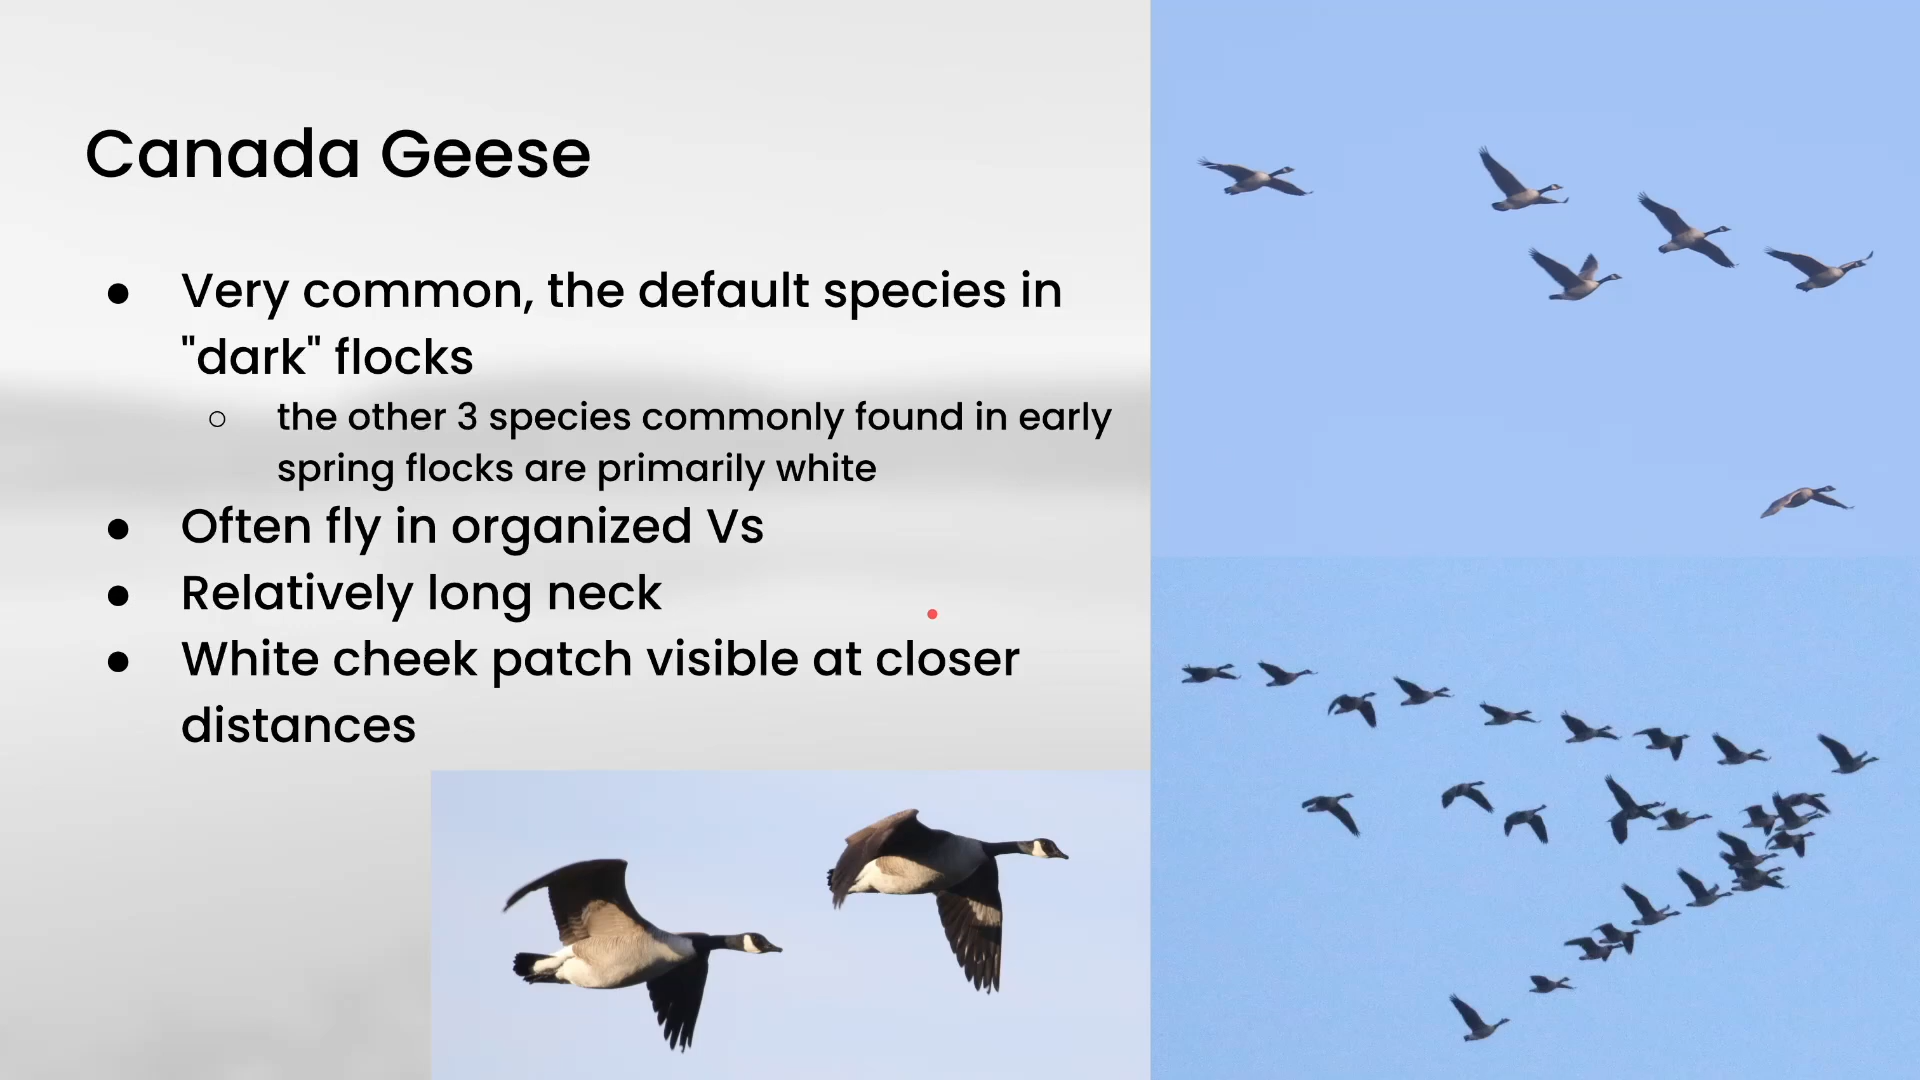 Canada Geese
● Very common, the default species in
"dark" flocks
○ the other 3 species commonly found in early
spring flocks are primarily white
● Often fly in organized Vs
● Relatively long neck
● White cheek patch visible at closer
distances